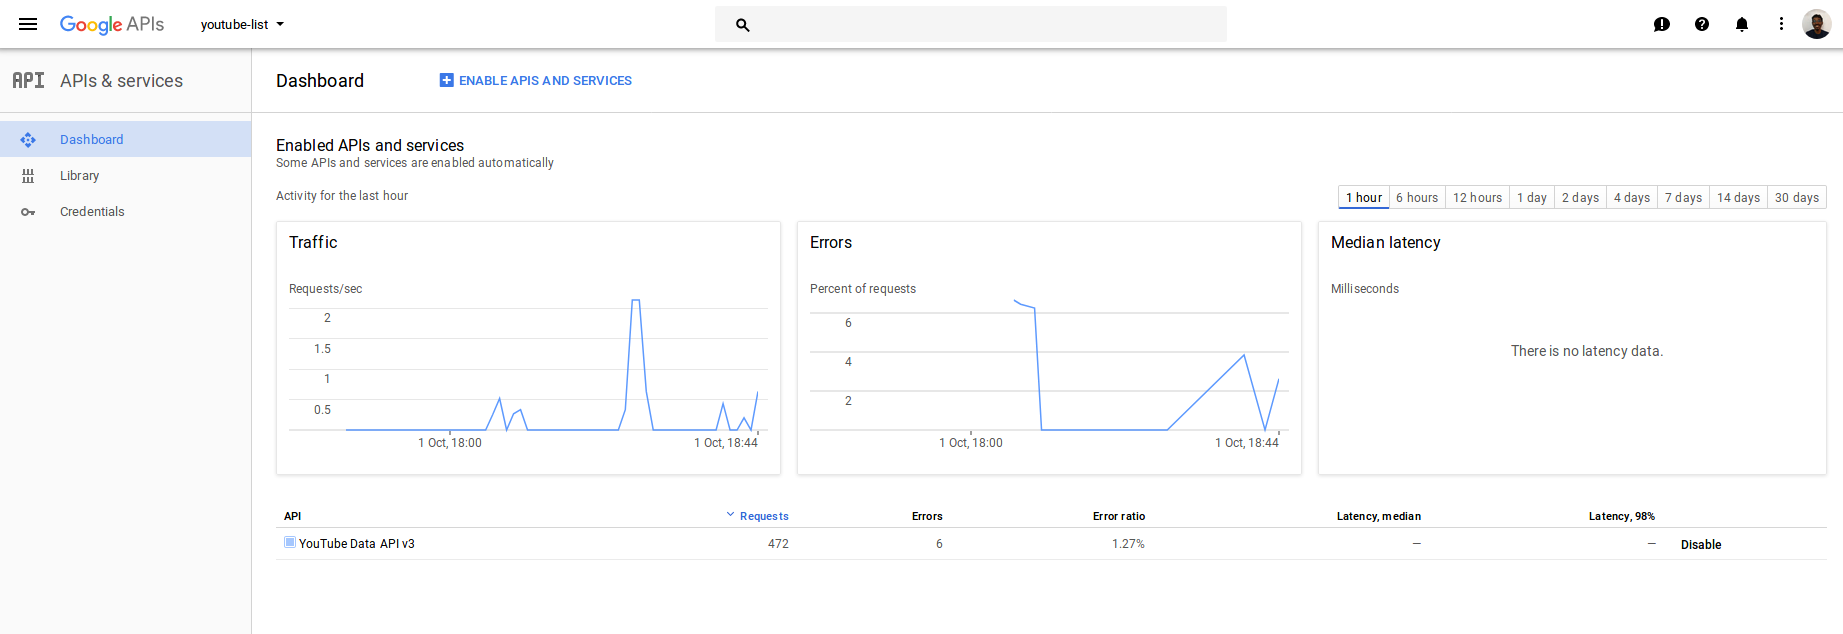 Google APIs youtube-list
API APIs & services
Dashboard
Library
Credentials
Dashboard ENABLE APIS AND SERVICES
Enabled APIs and services
Some APIs and services are enabled automatically
Activity for the last hour
1 hour 6 hours 12 hours 1 day 2 days 4 days 7 days 14 days 30 days
Traffic
Requests/sec
2
1.5
1
0.5
1 Oct, 18:00 1 Oct, 18:44
Errors
Percent of requests
6
4
2
1 Oct, 18:00 1 Oct, 18:44
Median latency
Milliseconds
There is no latency data.
API Requests Errors Error ratio Latency, median Latency, 98%
YouTube Data API v3 472 6 1.27% — — Disable